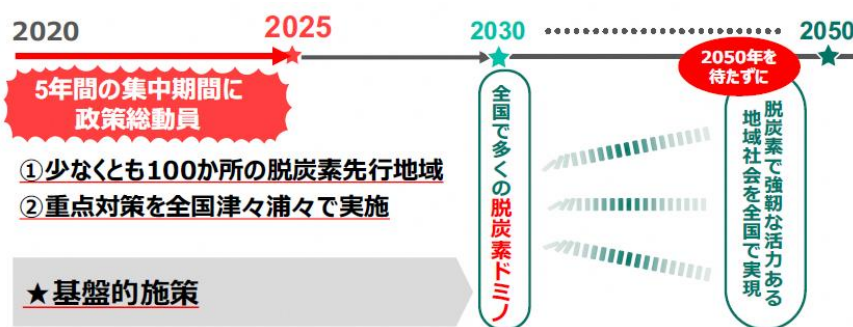 2020
2025
2030
2050
5年間の集中期間に
政策総動員
①少なくとも100か所の脱炭素先行地域
②重点対策を全国津々浦々で実施
★基盤的施策
全国で多くの脱炭素ドミノ
2050年を
待たずに
脱炭素で強靭な活力ある
地域社会を全国で実現